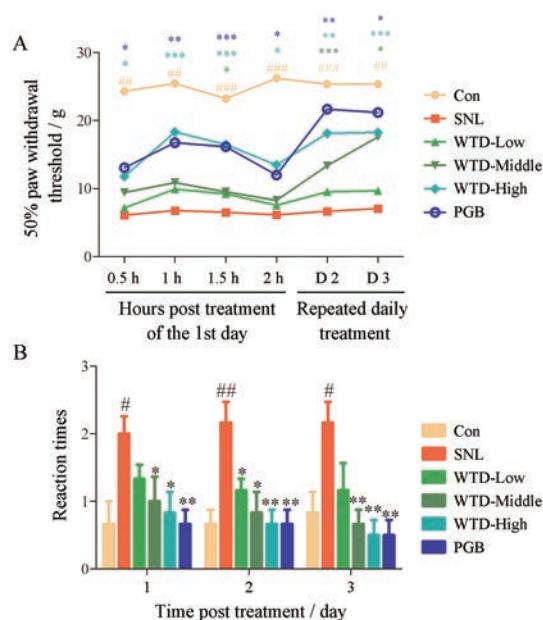 A
* ** *** * ** *
* *** *** * ** **
* *** *
## ## ### ### ### ##
50% paw withdrawal
threshold / g
30
20
10
0
0.5 h 1 h 1.5 h 2 h D 2 D 3
Hours post treatment
of the 1st day
Repeated daily
treatment
Con
SNL
WTD-Low
WTD-Middle
WTD-High
PGB
B
Reaction times
3
2
1
0
# * * **
## * * ** **
# ** ** **
1 2 3
Time post treatment / day
Con
SNL
WTD-Low
WTD-Middle
WTD-High
PGB